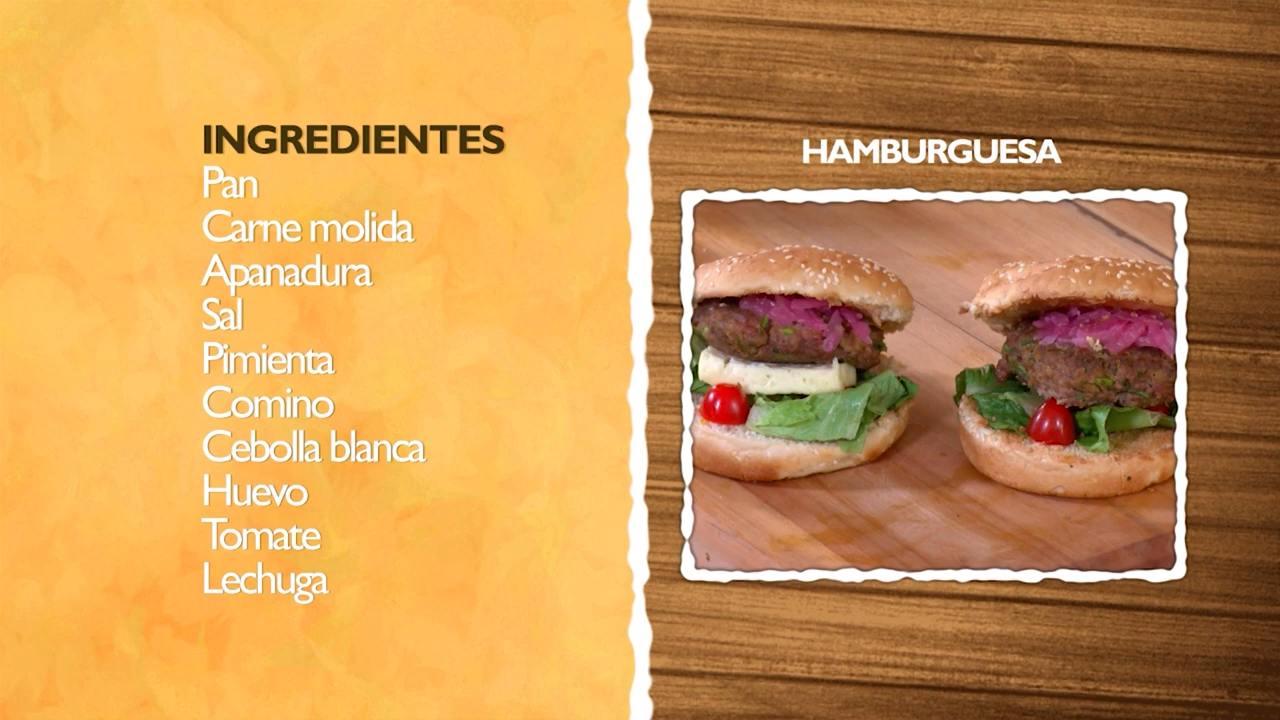 INGREDIENTES
Pan
Carne molida
Apanadura
Sal
Pimienta
Comino
Cebolla blanca
Huevo
Tomate
Lechuga
HAMBURGUESA